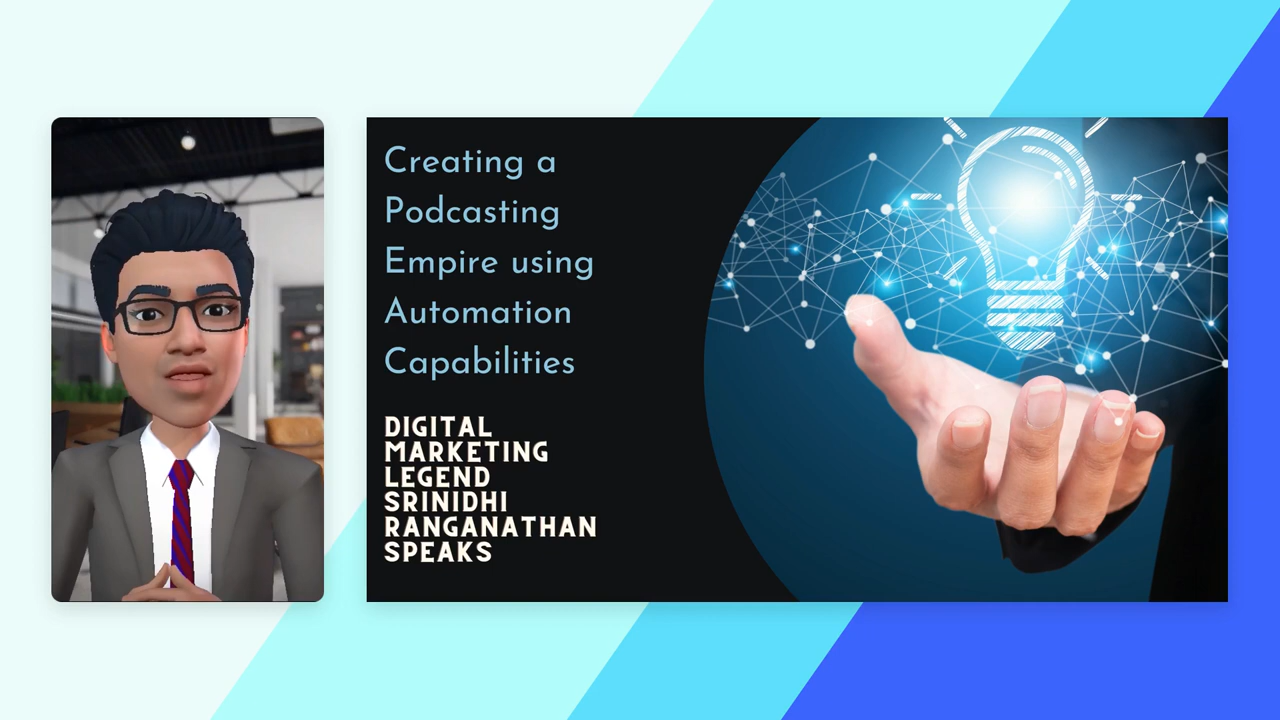 Creating a
Podcasting
Empire using
Automation
Capabilities
DIGITAL
MARKETING
LEGEND
SRINIDHI
RANGANATHAN
SPEAKS